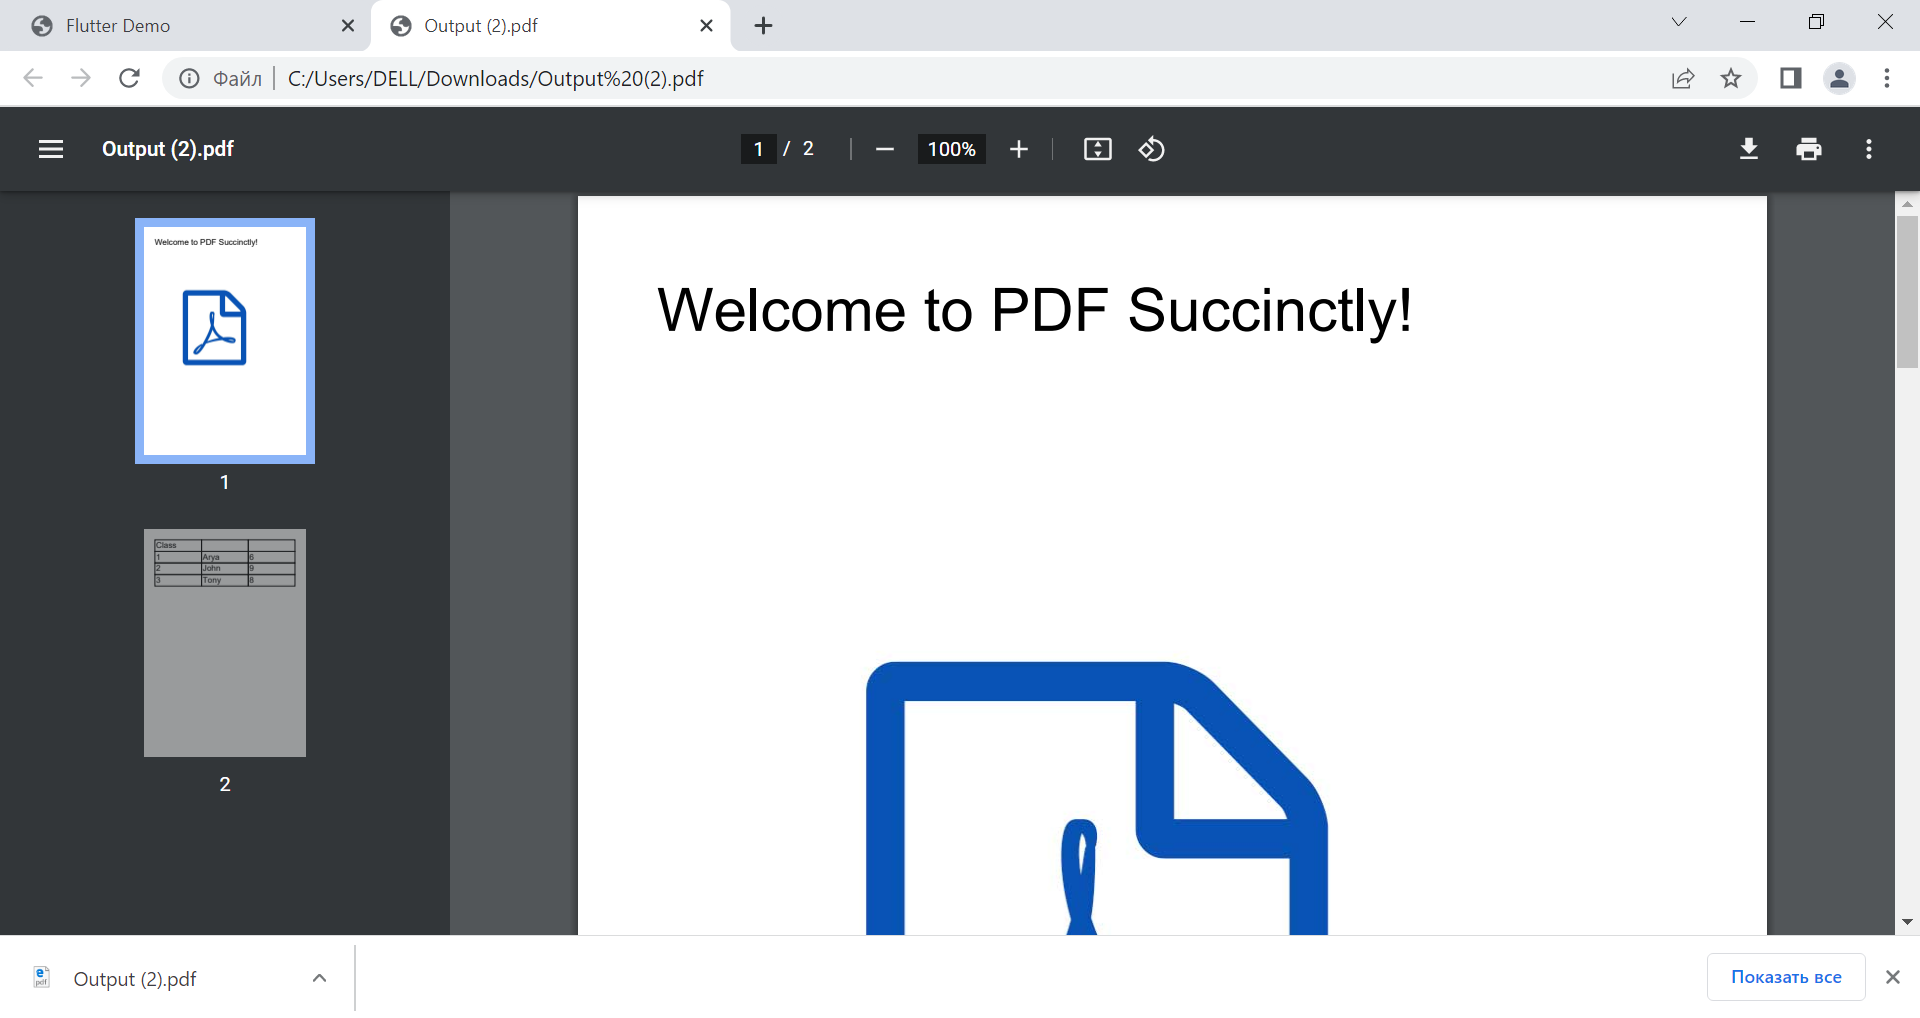 Flutter Demo
Output (2).pdf
Файл
C:/Users/DELL/Downloads/Output%20(2).pdf
Output (2).pdf
1 / 2
100%
Welcome to PDF Succinctly!
1
Class
1 Arya 6
2 John 9
3 Tony 8
2
Welcome to PDF Succinctly!
e pdf
Output (2).pdf
Показать все